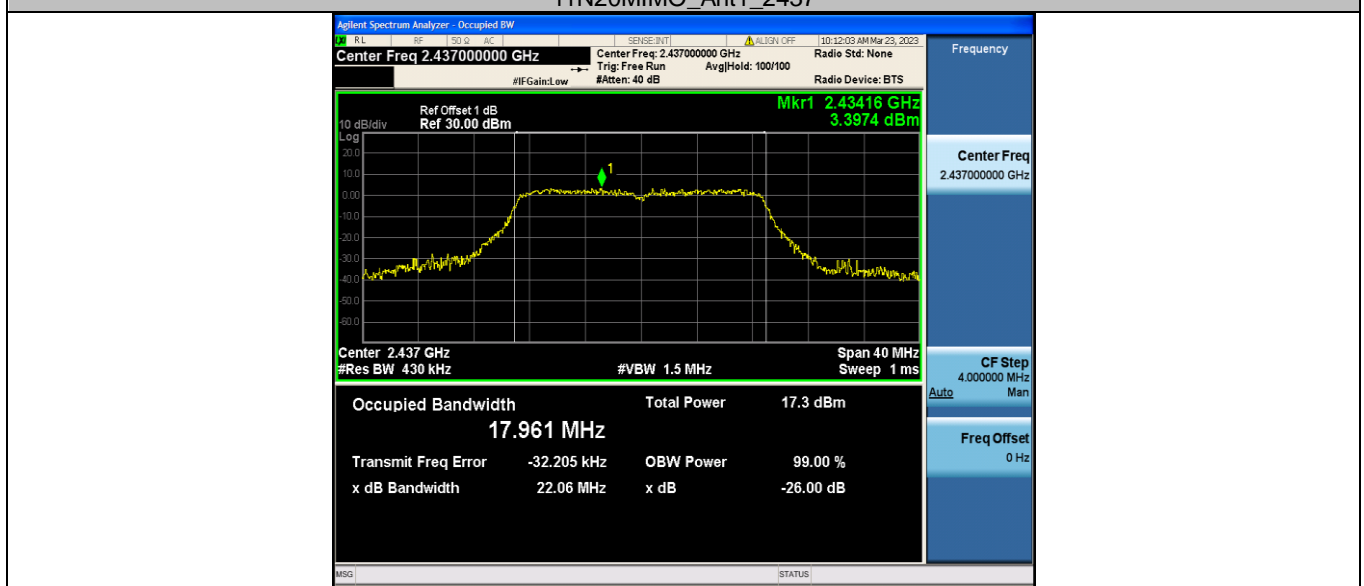 11N20MIMO_Ant1_2437
Agilent Spectrum Analyzer - Occupied BW
RL RF 50 Ω AC SENSE:INT ALIGN OFF 10:12:03 AM Mar 23, 2023
Center Freq 2.437000000 GHz
Center Freq: 2.437000000 GHz
Radio Std: None
Trig: Free Run Avg|Hold: 100/100
#IFGain:Low #Atten: 40 dB Radio Device: BTS
Frequency
Mkr1 2.43416 GHz
3.3974 dBm
Ref Offset 1 dB
10 dB/div Ref 30.00 dBm
Log
20.0
10.0
0.00
-10.0
-20.0
-30.0
-40.0
-50.0
-60.0
1
Center 2.437 GHz Span 40 MHz
#Res BW 430 kHz #VBW 1.5 MHz Sweep 1 ms
Occupied Bandwidth Total Power 17.3 dBm
17.961 MHz
Transmit Freq Error -32.205 kHz OBW Power 99.00 %
x dB Bandwidth 22.06 MHz x dB -26.00 dB
Center Freq
2.437000000 GHz
CF Step
4.000000 MHz
Auto Man
Freq Offset
0 Hz
MSG STATUS